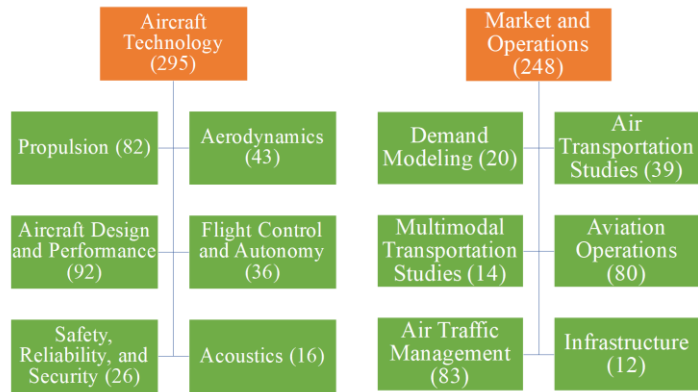 Aircraft
Technology
(295)
Propulsion (82)
Aerodynamics
(43)
Aircraft Design
and Performance
(92)
Flight Control
and Autonomy
(36)
Safety,
Reliability, and
Security (26)
Acoustics (16)
Market and
Operations
(248)
Demand
Modeling (20)
Air
Transportation
Studies (39)
Multimodal
Transportation
Studies (14)
Aviation
Operations
(80)
Air Traffic
Management
(83)
Infrastructure
(12)